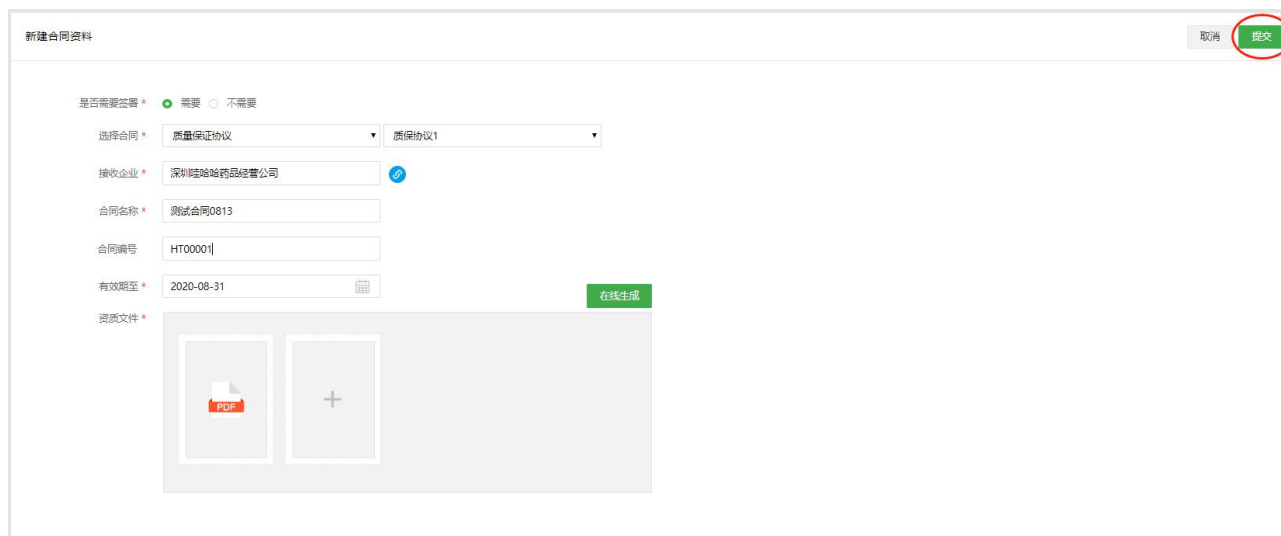 新建合同资料
取消 提交
是否需要签署 * 需要 不需要
选择合同 * 质量保证协议 质保协议1
接收企业 * 深圳哇哈哈药品经营公司
合同名称 * 测试合同0813
合同编号 HT00001
有效期至 * 2020-08-31
在线生成
资质文件 *
PDF